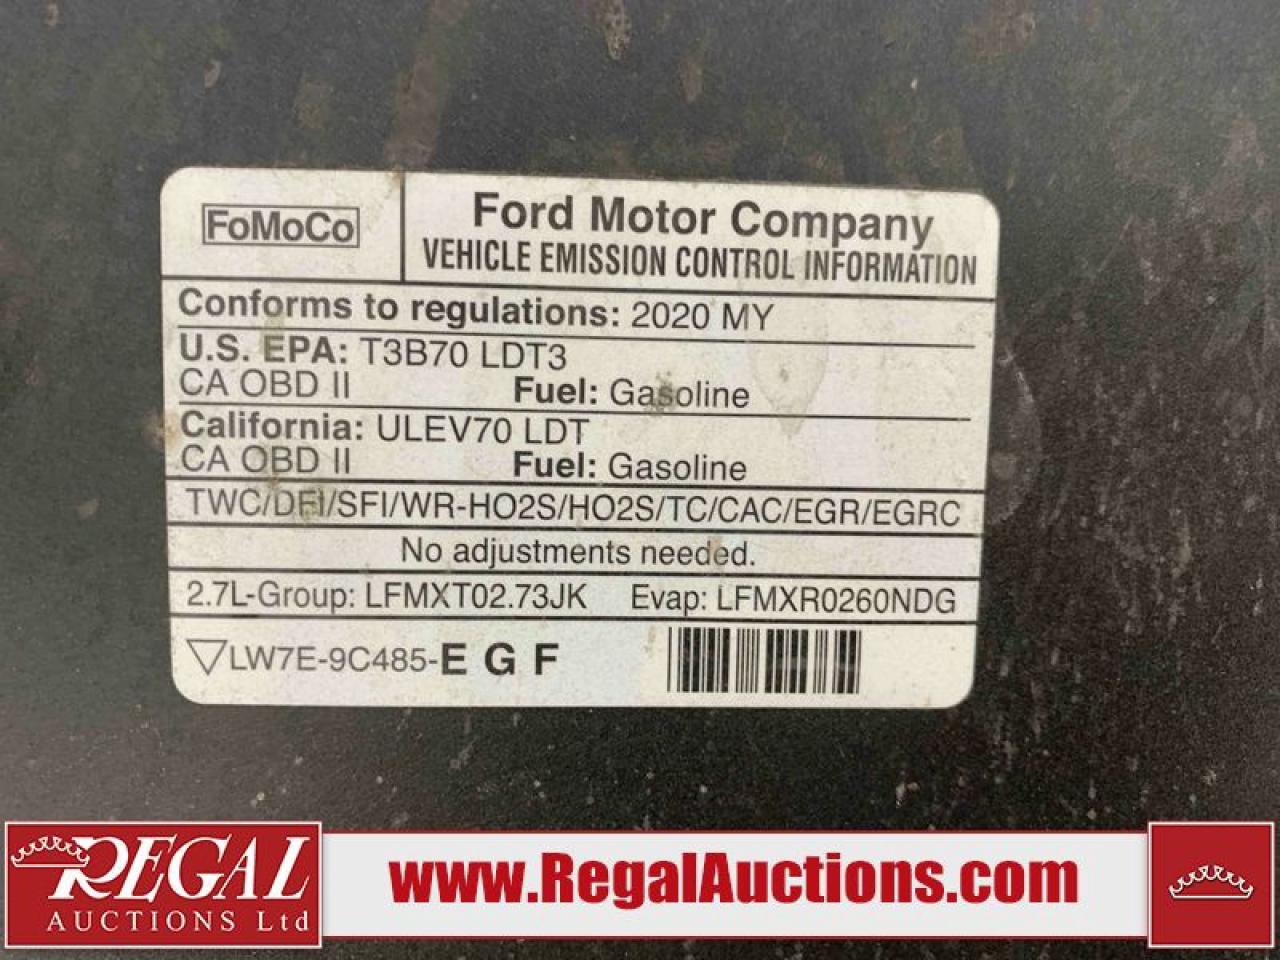 FoMoCo
Ford Motor Company
VEHICLE EMISSION CONTROL INFORMATION
Conforms to regulations: 2020 MY
U.S. EPA: T3B70 LDT3
CA OBD II Fuel: Gasoline
California: ULEV70 LDT
CA OBD II Fuel: Gasoline
TWC/DFI/SFI/WR-HO2S/HO2S/TC/CAC/EGR/EGRC
No adjustments needed.
2.7L-Group: LFMXT02.73JK Evap: LFMXR0260NDG
LW7E-9C485-E G F
REGAL
AUCTIONS Ltd
www.RegalAuctions.com